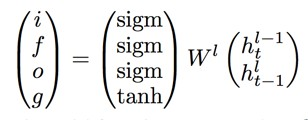 i sigm
f sigm
o = sigm W^l h_t^{l-1}
g tanh h_{t-1}^l